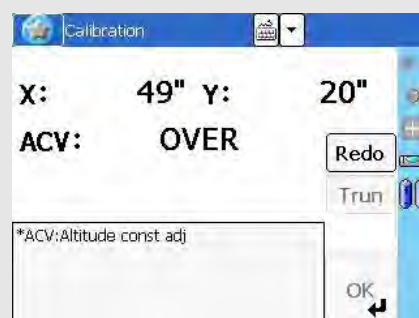 Calibration
X: 49" Y: 20"
ACV: OVER
Redo
Trun
*ACV:Altitude const adj
OK